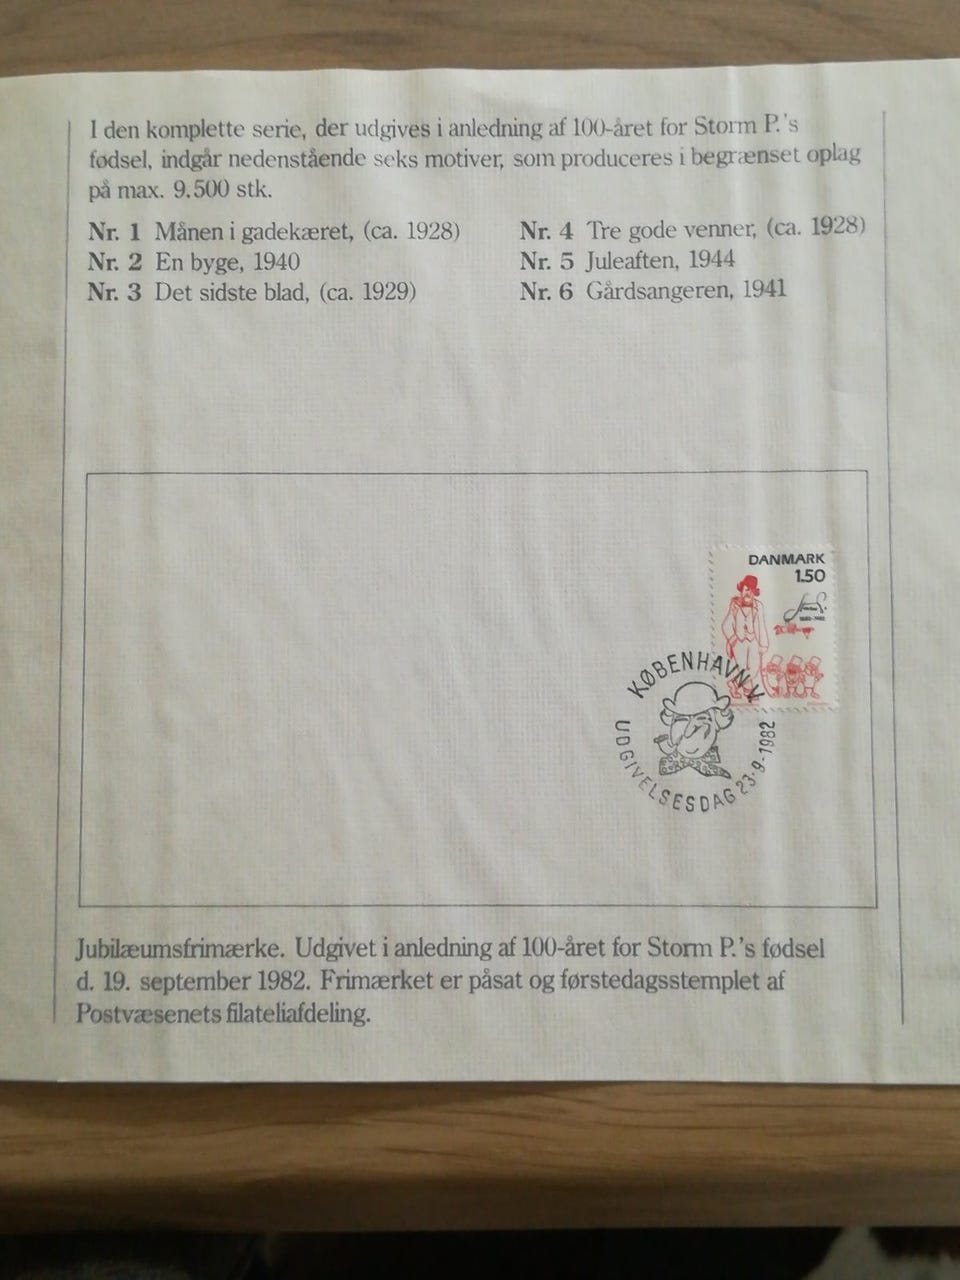 I den komplette serie, der udgives i anledning af 100-året for Storm P.'s
fødsel, indgår nedenstående seks motiver, som produceres i begrænset oplag
på max. 9.500 stk.
Nr. 1 Månen i gadekæret, (ca. 1928)
Nr. 2 En byge, 1940
Nr. 3 Det sidste blad, (ca. 1929)
Nr. 4 Tre gode venner, (ca. 1928)
Nr. 5 Juleaften, 1944
Nr. 6 Gårdsangeren, 1941
DANMARK
1.50
Storm P.
1882-1982
KØBENHAVN V
UDGIVELSESDAG 23-9-1982
Jubilæumsfrimærke. Udgivet i anledning af 100-året for Storm P.'s fødsel
d. 19. september 1982. Frimærket er påsat og førstedagsstemplet af
Postvæsenets filateliafdeling.